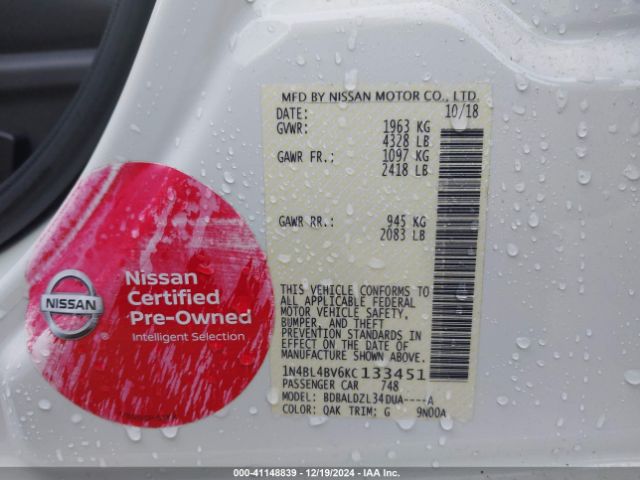 MFD BY NISSAN MOTOR CO., LTD.
DATE: 10/18
GVWR: 1963 KG
4328 LB
GAWR FR.: 1097 KG
2418 LB
GAWR RR.: 945 KG
2083 LB
THIS VEHICLE CONFORMS TO
ALL APPLICABLE FEDERAL
MOTOR VEHICLE SAFETY,
BUMPER, AND THEFT
PREVENTION STANDARDS IN
EFFECT ON THE DATE OF
MANUFACTURE SHOWN ABOVE.
1N4BL4BV6KC133451
PASSENGER CAR 748
MODEL: BDBALDZL34DUA----A
COLOR: QAK TRIM: G 9N00A
NISSAN
Nissan
Certified
Pre-Owned
Intelligent Selection
000-41148839 - 12/19/2024 - IAA Inc.